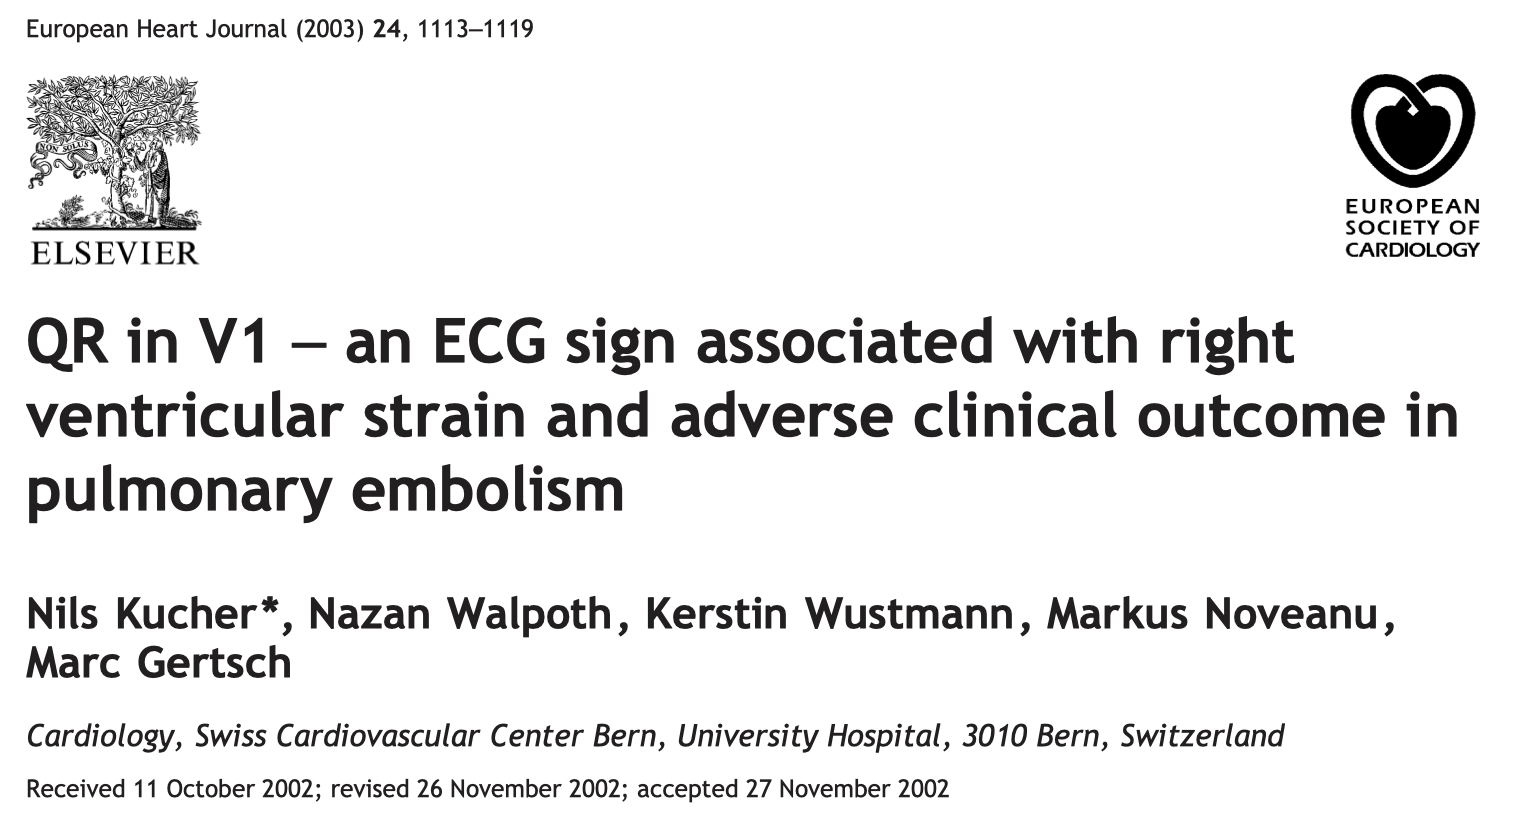 European Heart Journal (2003) 24, 1113–1119
NON SOLUS
ELSEVIER
EUROPEAN
SOCIETY OF
CARDIOLOGY
QR in V1 – an ECG sign associated with right
ventricular strain and adverse clinical outcome in
pulmonary embolism
Nils Kucher*, Nazan Walpoth, Kerstin Wustmann, Markus Noveanu,
Marc Gertsch
Cardiology, Swiss Cardiovascular Center Bern, University Hospital, 3010 Bern, Switzerland
Received 11 October 2002; revised 26 November 2002; accepted 27 November 2002